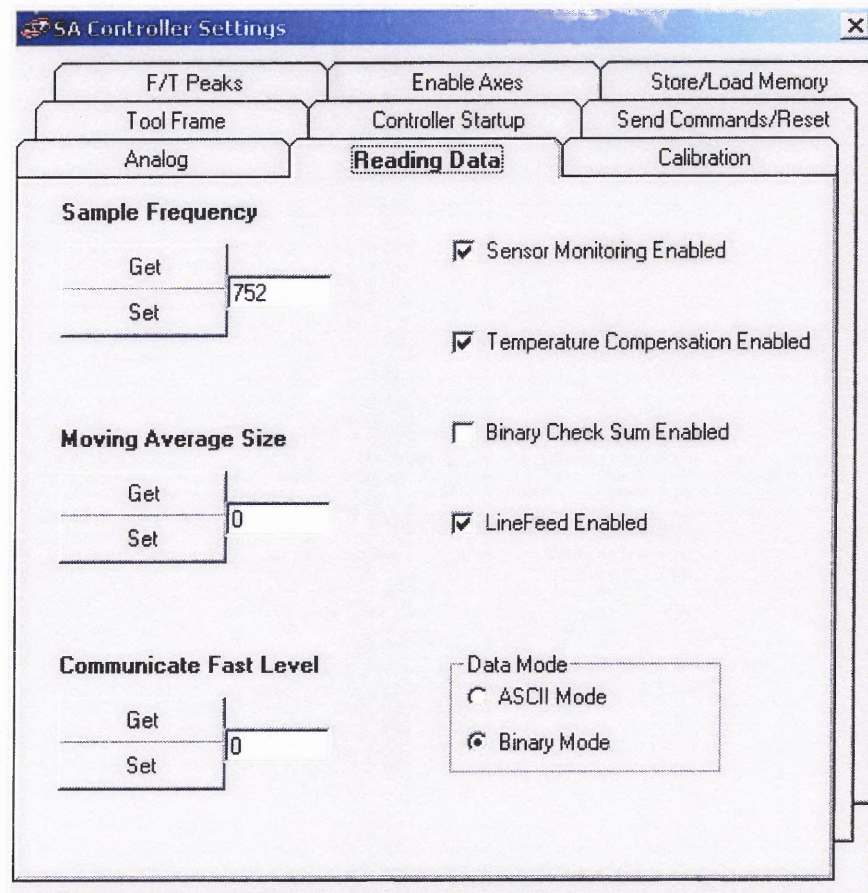 SA Controller Settings
F/T Peaks
Enable Axes
Store/Load Memory
Tool Frame
Controller Startup
Send Commands/Reset
Analog
Reading Data
Calibration
Sample Frequency
Get
752
Set
Sensor Monitoring Enabled
Temperature Compensation Enabled
Moving Average Size
Get
0
Set
Binary Check Sum Enabled
LineFeed Enabled
Communicate Fast Level
Get
0
Set
Data Mode
ASCII Mode
Binary Mode